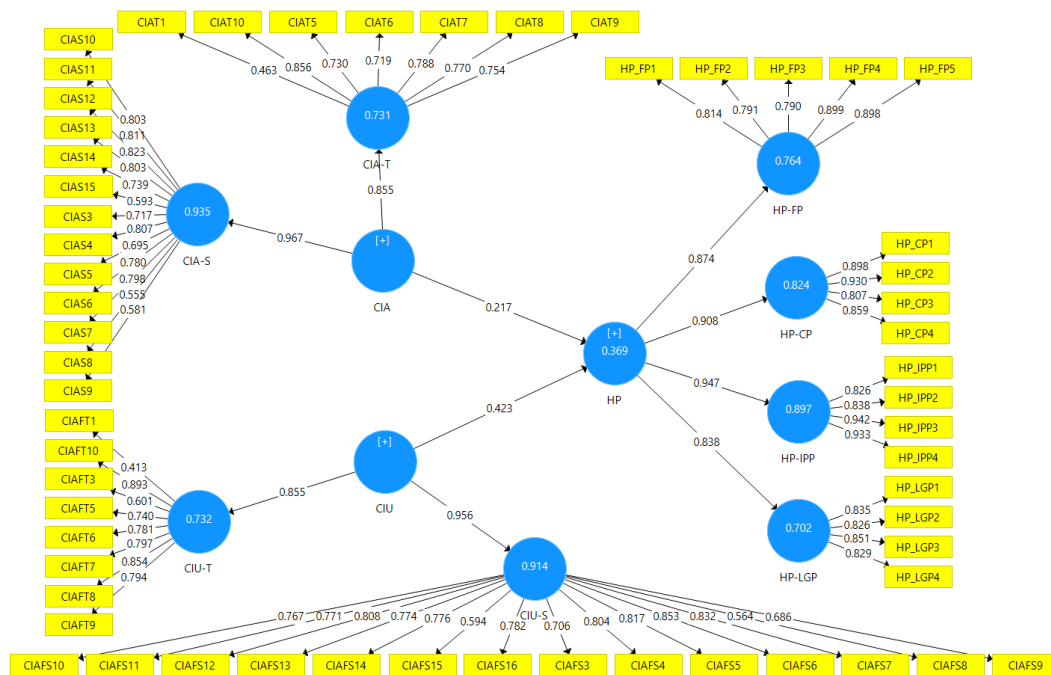 CIAT1 CIAT10 CIAT5 CIAT6 CIAT7 CIAT8 CIAT9
0.463 0.856 0.730 0.719 0.788 0.770 0.754
0.731
CIA-T
0.855
CIAS10
CIAS11
CIAS12
CIAS13
CIAS14
CIAS15
CIAS3
CIAS4
CIAS5
CIAS6
CIAS7
CIAS8
CIAS9
0.803
0.811
0.823
0.803
0.739
0.593
0.717
0.807
0.695
0.780
0.798
0.555
0.581
0.935
CIA-S
0.967
[+]
CIA
0.217
HP_FP1 HP_FP2 HP_FP3 HP_FP4 HP_FP5
0.814 0.791 0.790 0.899 0.898
0.764
HP-FP
0.874
HP_CP1
HP_CP2
HP_CP3
HP_CP4
0.898
0.930
0.807
0.859
0.824
HP-CP
0.908
[+]
0.369
HP
0.947
HP_IPP1
HP_IPP2
HP_IPP3
HP_IPP4
0.826
0.838
0.942
0.933
0.897
HP-IPP
0.838
HP_LGP1
HP_LGP2
HP_LGP3
HP_LGP4
0.835
0.826
0.851
0.829
0.702
HP-LGP
0.423
[+]
CIU
0.855
CIAFT1
CIAFT10
CIAFT3
CIAFT5
CIAFT6
CIAFT7
CIAFT8
CIAFT9
0.413
0.893
0.601
0.740
0.781
0.797
0.854
0.794
0.732
CIU-T
0.956
0.914
CIU-S
0.767 0.771 0.808 0.774 0.776 0.594 0.782 0.706 0.804 0.817 0.853 0.832 0.564 0.686
CIAFS10 CIAFS11 CIAFS12 CIAFS13 CIAFS14 CIAFS15 CIAFS16 CIAFS3 CIAFS4 CIAFS5 CIAFS6 CIAFS7 CIAFS8 CIAFS9